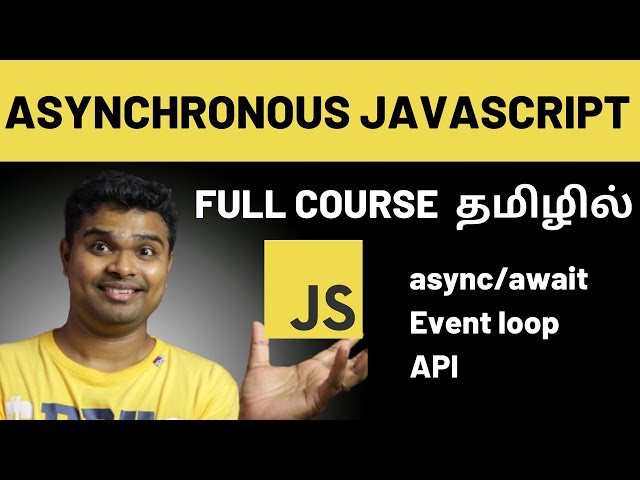 ASYNCHRONOUS JAVASCRIPT
FULL COURSE தமிழில்
JS
async/await
Event loop
API